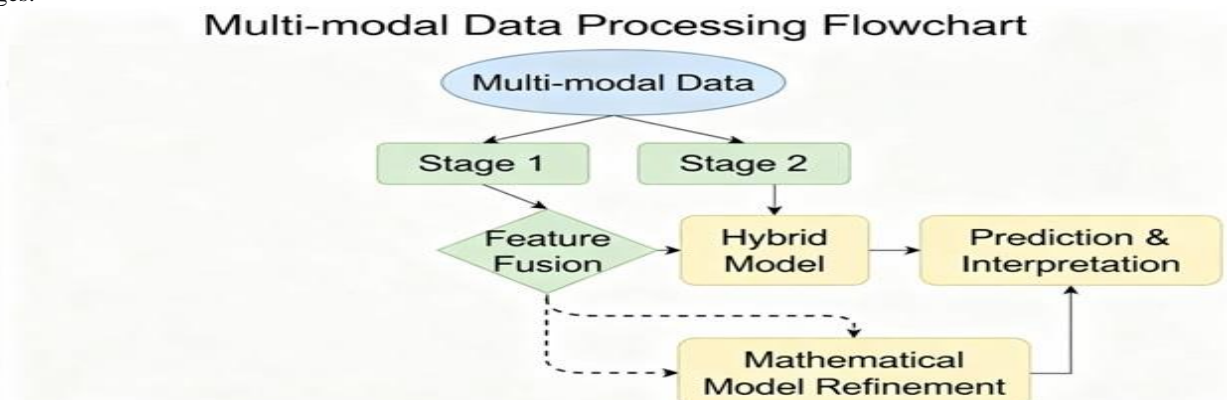 ges.
Multi-modal Data Processing Flowchart
Multi-modal Data
Stage 1
Stage 2
Feature
Fusion
Hybrid
Model
Prediction &
Interpretation
Mathematical
Model Refinement